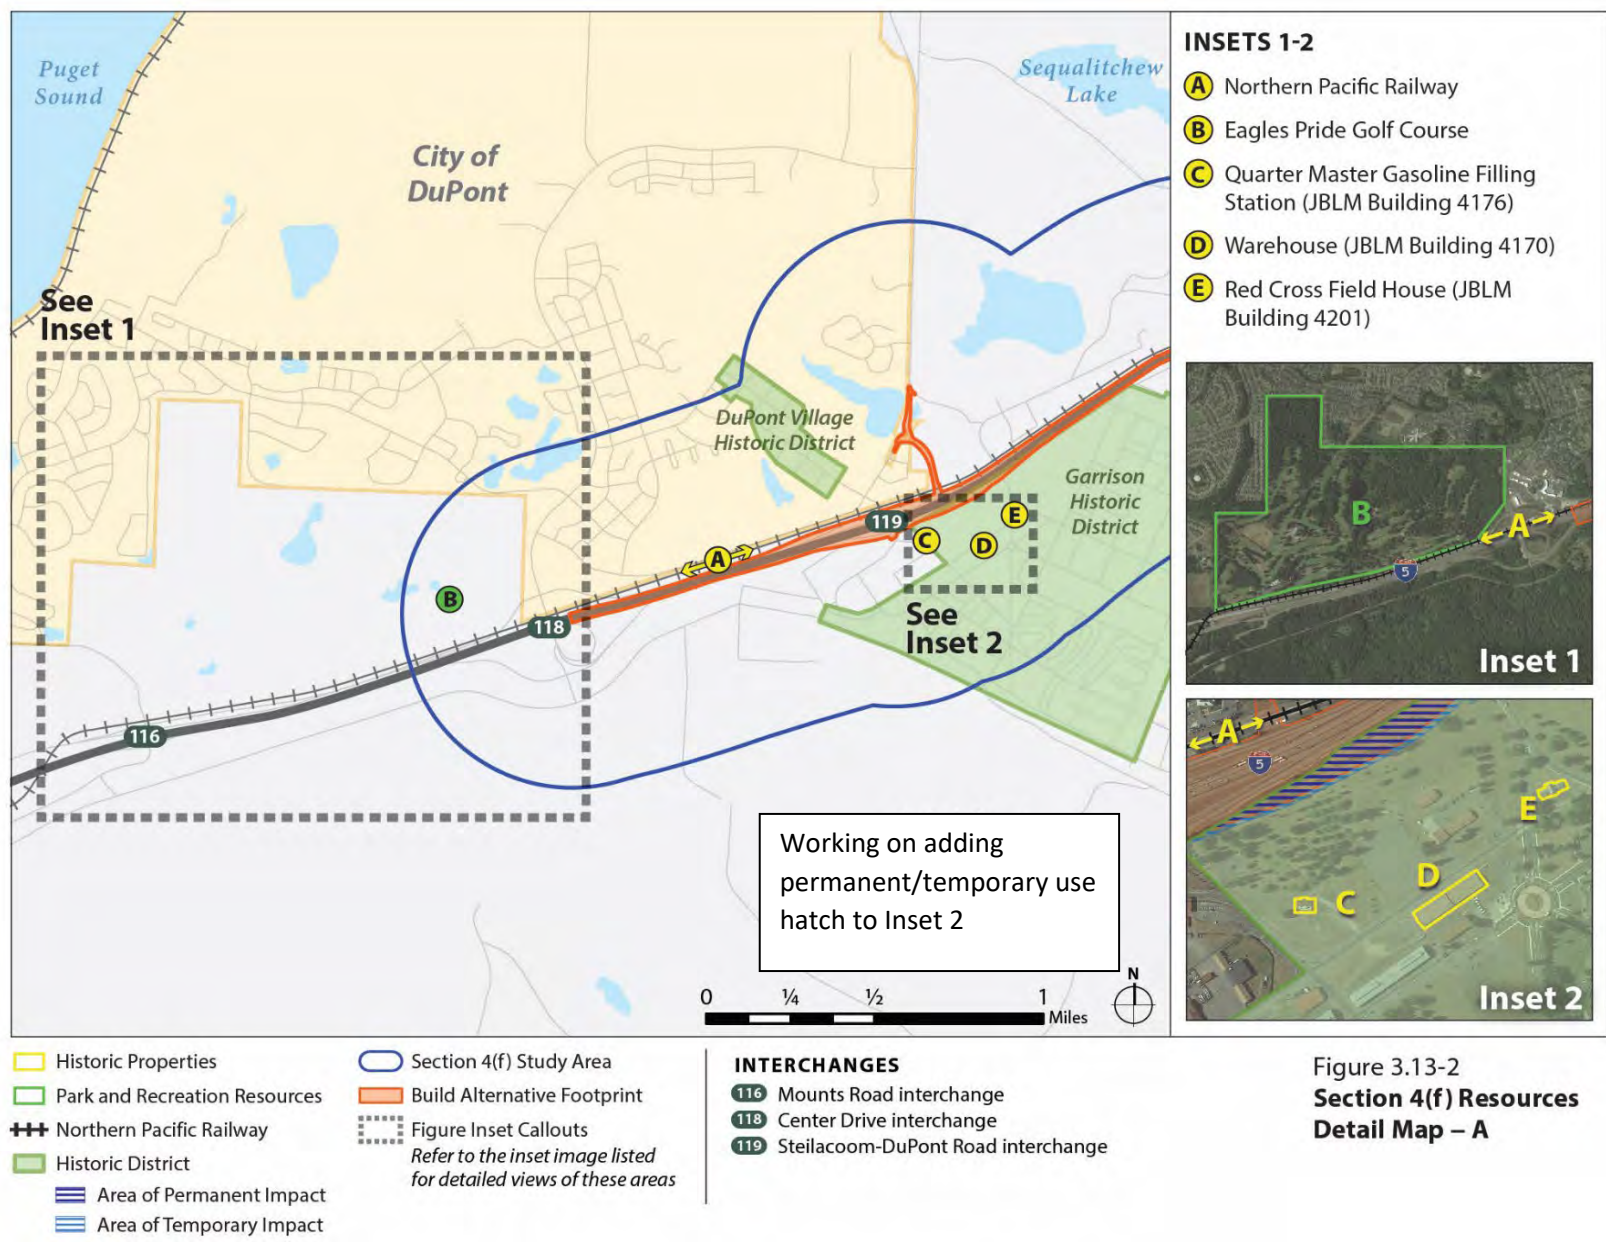 Puget
Sound
City of
DuPont
Sequalitchew
Lake
See
Inset 1
DuPont Village
Historic District
Garrison
Historic
District
119
E
C
D
A
B
118
See
Inset 2
116
Working on adding
permanent/temporary use
hatch to Inset 2
0
¼
½
1
Miles
N
INSETS 1-2
A Northern Pacific Railway
B Eagles Pride Golf Course
C Quarter Master Gasoline Filling
Station (JBLM Building 4176)
D Warehouse (JBLM Building 4170)
E Red Cross Field House (JBLM
Building 4201)
B
A
5
Inset 1
A
5
E
D
C
Inset 2
Historic Properties
Park and Recreation Resources
Northern Pacific Railway
Historic District
Area of Permanent Impact
Area of Temporary Impact
Section 4(f) Study Area
Build Alternative Footprint
Figure Inset Callouts
Refer to the inset image listed
for detailed views of these areas
INTERCHANGES
116 Mounts Road interchange
118 Center Drive interchange
119 Steilacoom-DuPont Road interchange
Figure 3.13-2
Section 4(f) Resources
Detail Map – A